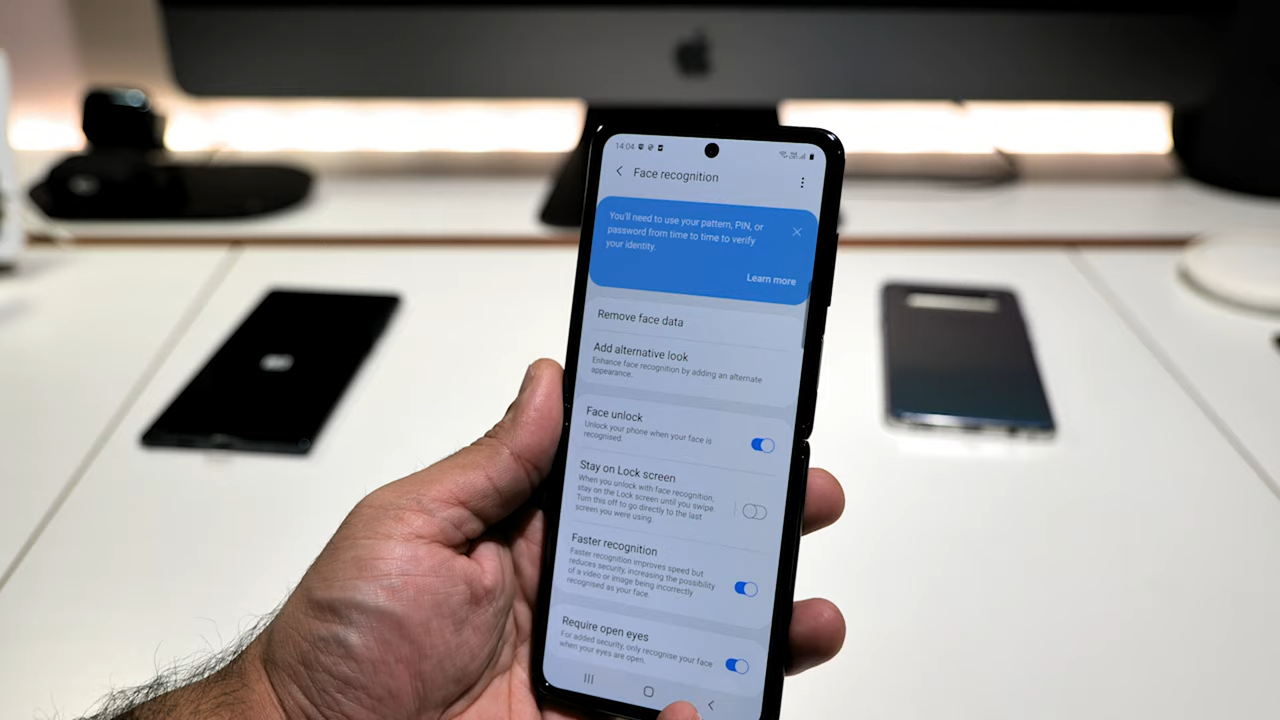 14:04
Face recognition
You'll need to use your pattern, PIN, or
password from time to time to verify
your identity.
Learn more
Remove face data
Add alternative look
Enhance face recognition by adding an alternate
appearance.
Face unlock
Unlock your phone when your face is
recognised.
Stay on Lock screen
When you unlock with face recognition,
stay on the Lock screen until you swipe.
Turn this off to go directly to the last
screen you were using.
Faster recognition
Faster recognition improves speed but
reduces security, increasing the possibility
of a video or image being incorrectly
recognised as your face.
Require open eyes
For added security, only recognise your face
when your eyes are open.